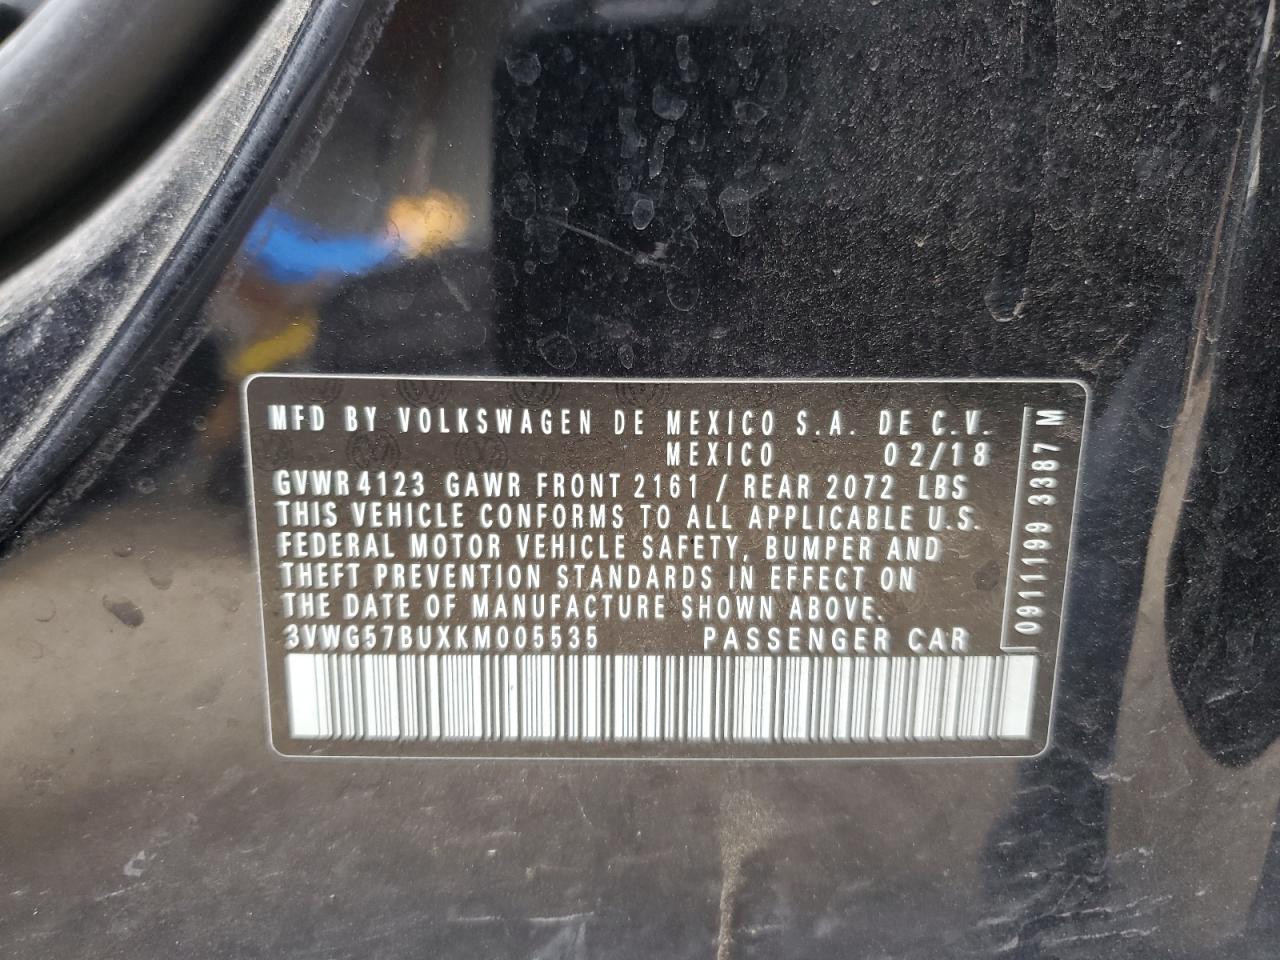 MFD BY VOLKSWAGEN DE MEXICO S.A. DE C.V.
MEXICO 02/18
GVWR 4123 GAWR FRONT 2161 / REAR 2072 LBS
THIS VEHICLE CONFORMS TO ALL APPLICABLE U.S.
FEDERAL MOTOR VEHICLE SAFETY, BUMPER AND
THEFT PREVENTION STANDARDS IN EFFECT ON
THE DATE OF MANUFACTURE SHOWN ABOVE.
3VWG57BUXKM005535 PASSENGER CAR
0911199 3387 M